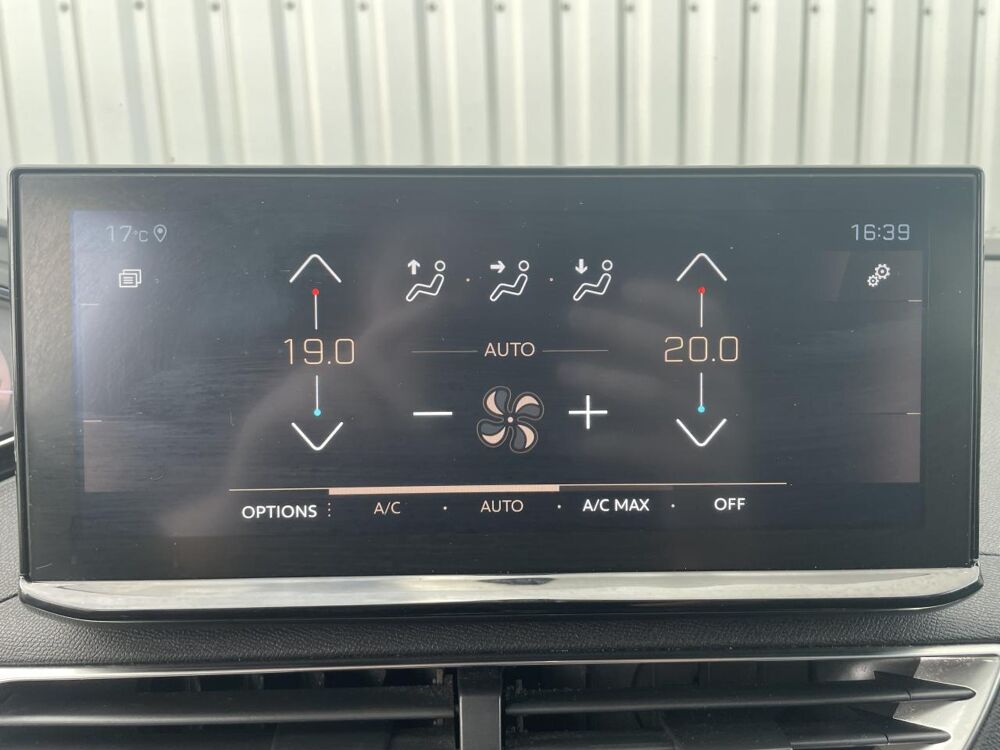 17°C
16:39
19.0
AUTO
20.0
OPTIONS A/C AUTO A/C MAX OFF